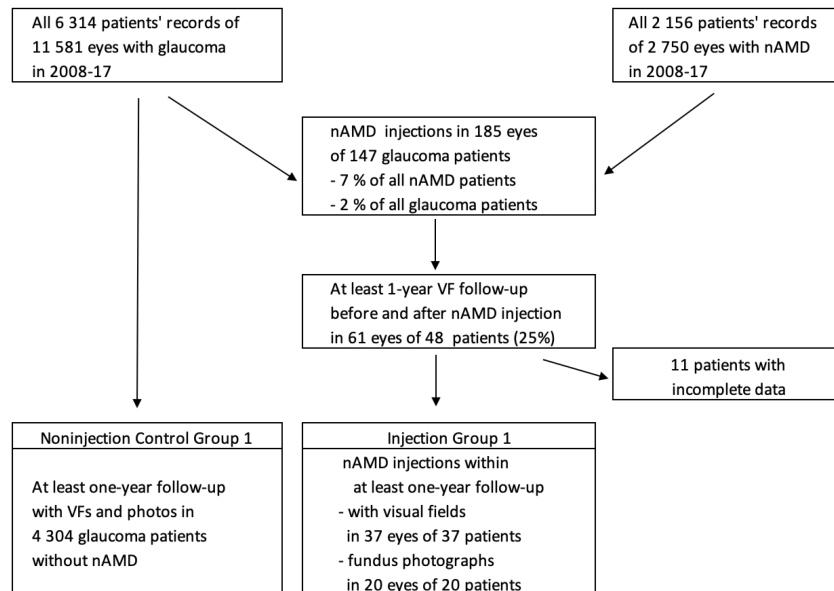 All 6 314 patients' records of
11 581 eyes with glaucoma
in 2008-17
All 2 156 patients' records
of 2 750 eyes with nAMD
in 2008-17
nAMD injections in 185 eyes
of 147 glaucoma patients
- 7 % of all nAMD patients
- 2 % of all glaucoma patients
At least 1-year VF follow-up
before and after nAMD injection
in 61 eyes of 48 patients (25%)
11 patients with
incomplete data
Noninjection Control Group 1
At least one-year follow-up
with VFs and photos in
4 304 glaucoma patients
without nAMD
Injection Group 1
nAMD injections within
at least one-year follow-up
- with visual fields
in 37 eyes of 37 patients
- fundus photographs
in 20 eyes of 20 patients